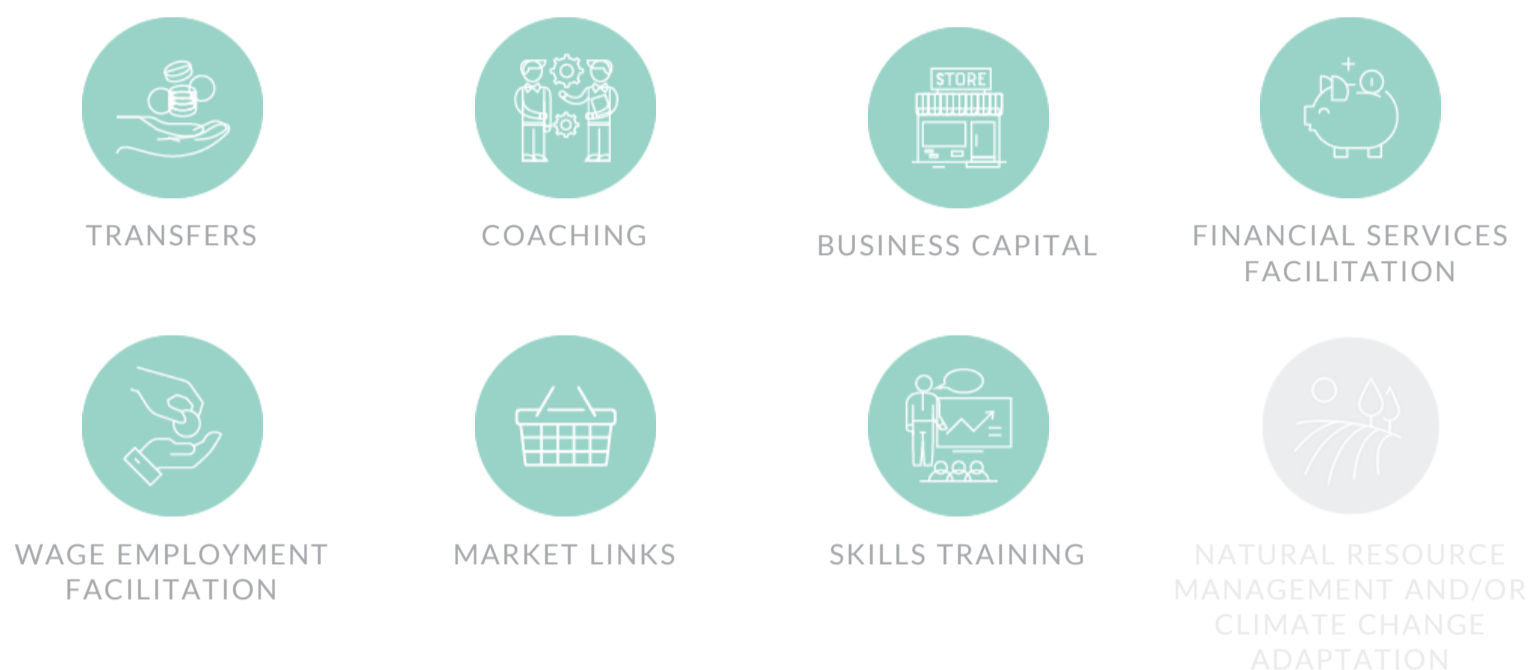 STORE
TRANSFERS
COACHING
BUSINESS CAPITAL
FINANCIAL SERVICES
FACILITATION
WAGE EMPLOYMENT
FACILITATION
MARKET LINKS
SKILLS TRAINING
NATURAL RESOURCE
MANAGEMENT AND/OR
CLIMATE CHANGE
ADAPTATION